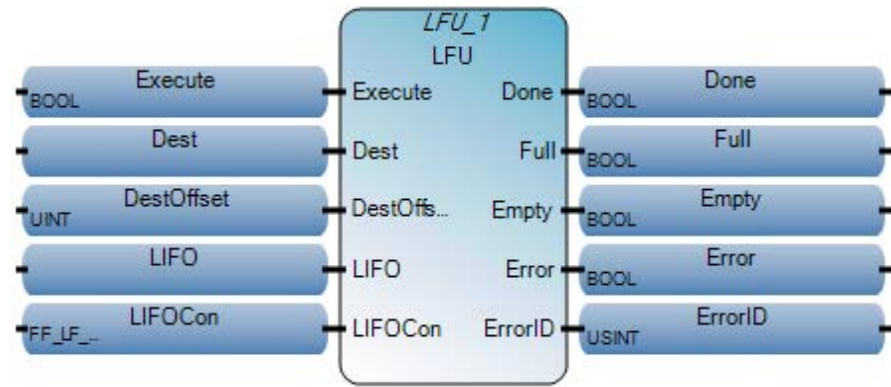 LFU_1
LFU
Execute
BOOL
Execute
Done
Done
BOOL
Dest
Dest
Full
Full
BOOL
DestOffset
UINT
DestOffs...
Empty
Empty
BOOL
LIFO
LIFO
Error
Error
BOOL
LIFOCon
FF_LF_...
LIFOCon
ErrorID
ErrorID
USINT